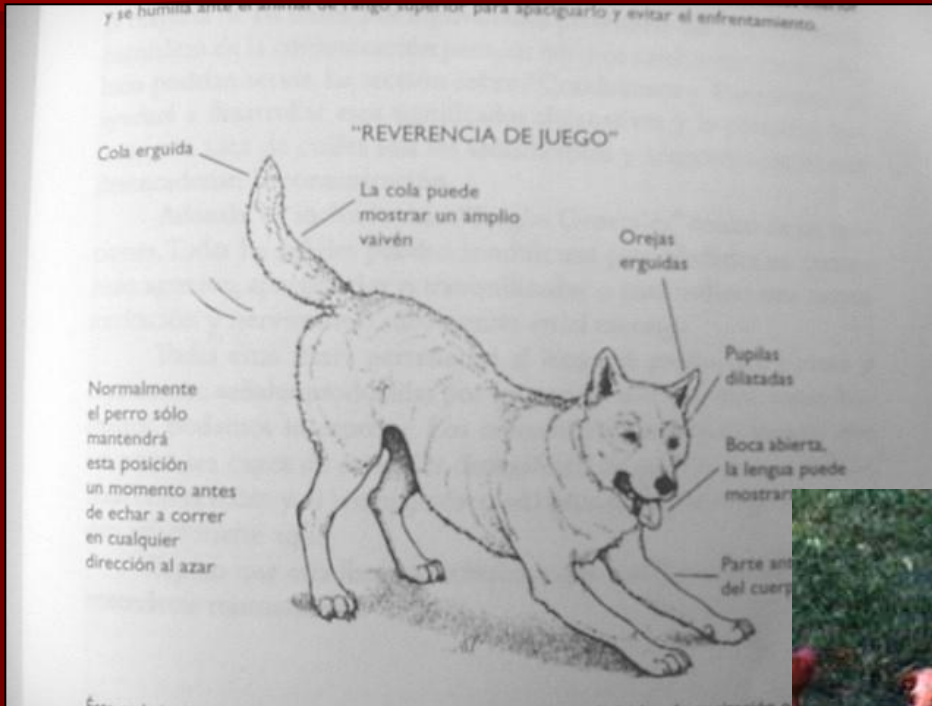 y se humilla ante el animal de rango superior para apaciguarlo y evitar el enfrentamiento.
"REVERENCIA DE JUEGO"
Cola erguida
La cola puede
mostrar un amplio
vaivén
Orejas
erguidas
Pupilas
dilatadas
Normalmente
el perro sólo
mantendrá
esta posición
un momento antes
de echar a correr
en cualquier
dirección al azar
Boca abierta,
la lengua puede
Parte
del